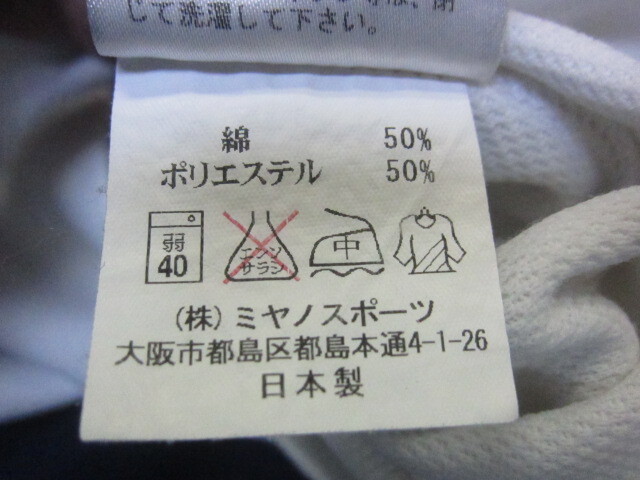 じて洗濯して下さい。
綿 50%
ポリエステル 50%
弱 40 エンソ サラシ 中
(株)ミヤノスポーツ
大阪市都島区都島本通4-1-26
日本製